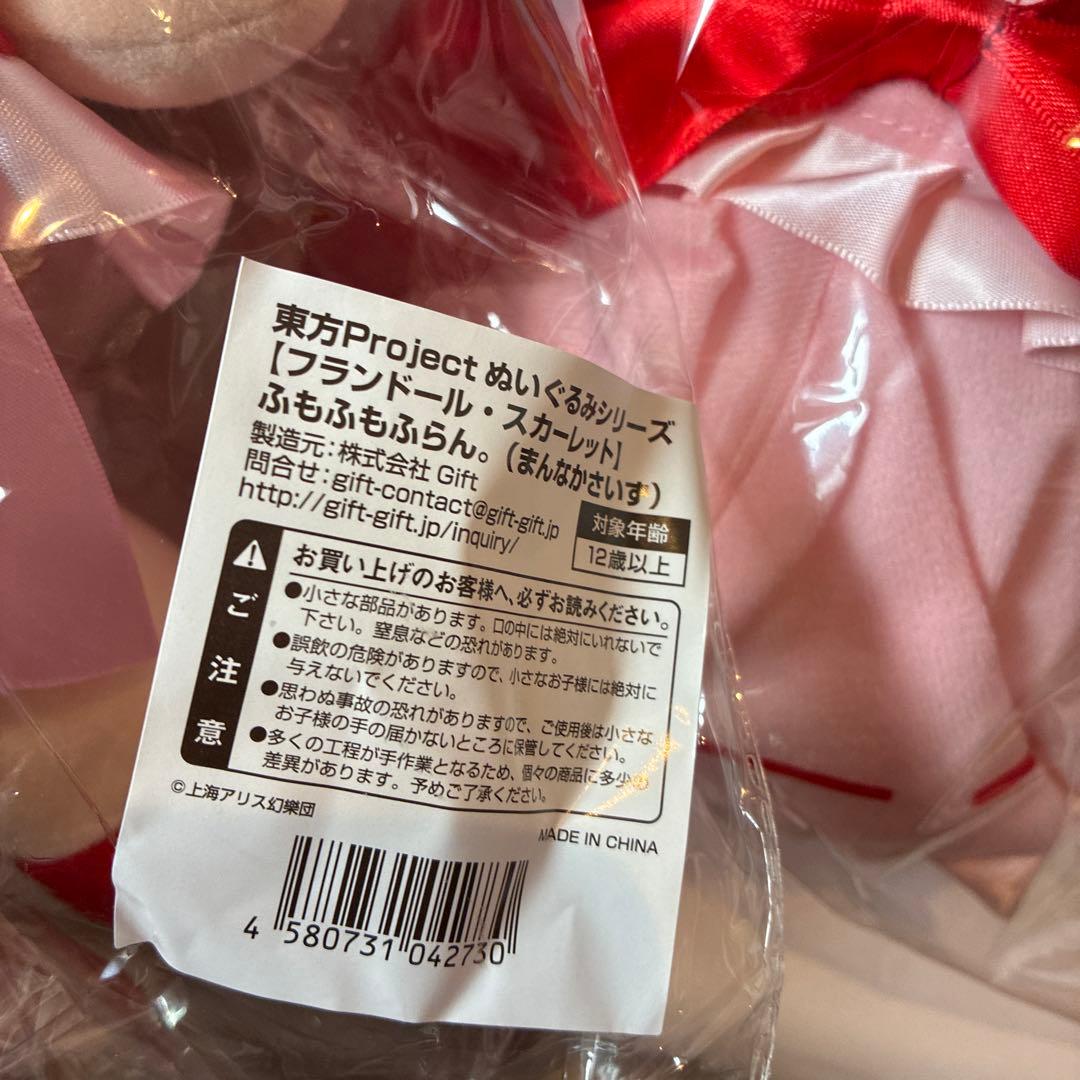 東方Project ぬいぐるみシリーズ
【フランドール・スカーレット】
ふもふもふらん。(まんなかさいず)
製造元:株式会社 Gift
問合せ:gift-contact@gift-gift.jp
http://gift-gift.jp/inquiry/
対象年齢
12歳以上
ご注意
お買い上げのお客様へ、必ずお読みください。
●小さな部品があります。口の中には絶対にいれないで
下さい。窒息などの恐れがあります。
●誤飲の危険がありますので、小さなお子様には絶対に
与えないでください。
●思わぬ事故の恐れがありますので、ご使用後は小さな
お子様の手の届かないところに保管してください。
●多くの工程が手作業となるため、個々の商品に多少の
差異があります。予めご了承ください。
©上海アリス幻樂団
MADE IN CHINA
4 580731 042730